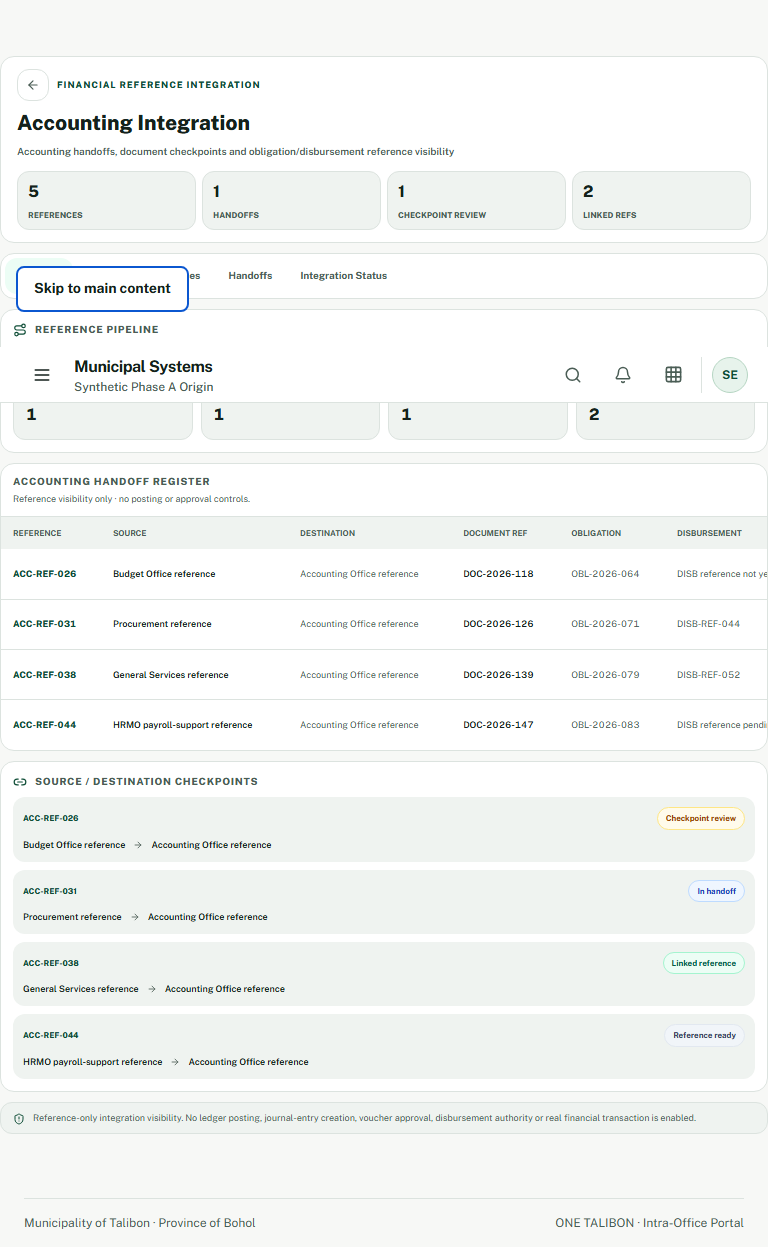 FINANCIAL REFERENCE INTEGRATION
Accounting Integration
Accounting handoffs, document checkpoints and obligation/disbursement reference visibility
5
REFERENCES
1
HANDOFFS
1
CHECKPOINT REVIEW
2
LINKED REFS
Skip to main content
Handoffs
Integration Status
REFERENCE PIPELINE
Municipal Systems
Synthetic Phase A Origin
SE
1
1
1
2
ACCOUNTING HANDOFF REGISTER
Reference visibility only · no posting or approval controls.
REFERENCE SOURCE DESTINATION DOCUMENT REF OBLIGATION DISBURSEMENT
ACC-REF-026 Budget Office reference Accounting Office reference DOC-2026-118 OBL-2026-064 DISB reference not
ACC-REF-031 Procurement reference Accounting Office reference DOC-2026-126 OBL-2026-071 DISB-REF-044
ACC-REF-038 General Services reference Accounting Office reference DOC-2026-139 OBL-2026-079 DISB-REF-052
ACC-REF-044 HRMO payroll-support reference Accounting Office reference DOC-2026-147 OBL-2026-083 DISB reference
SOURCE / DESTINATION CHECKPOINTS
ACC-REF-026 Checkpoint review
Budget Office reference → Accounting Office reference
ACC-REF-031 In handoff
Procurement reference → Accounting Office reference
ACC-REF-038 Linked reference
General Services reference → Accounting Office reference
ACC-REF-044 Reference ready
HRMO payroll-support reference → Accounting Office reference
Reference-only integration visibility. No ledger posting, journal-entry creation, voucher approval, disbursement authority or real financial transaction is enabled.
Municipality of Talibon · Province of Bohol
ONE TALIBON · Intra-Office Portal